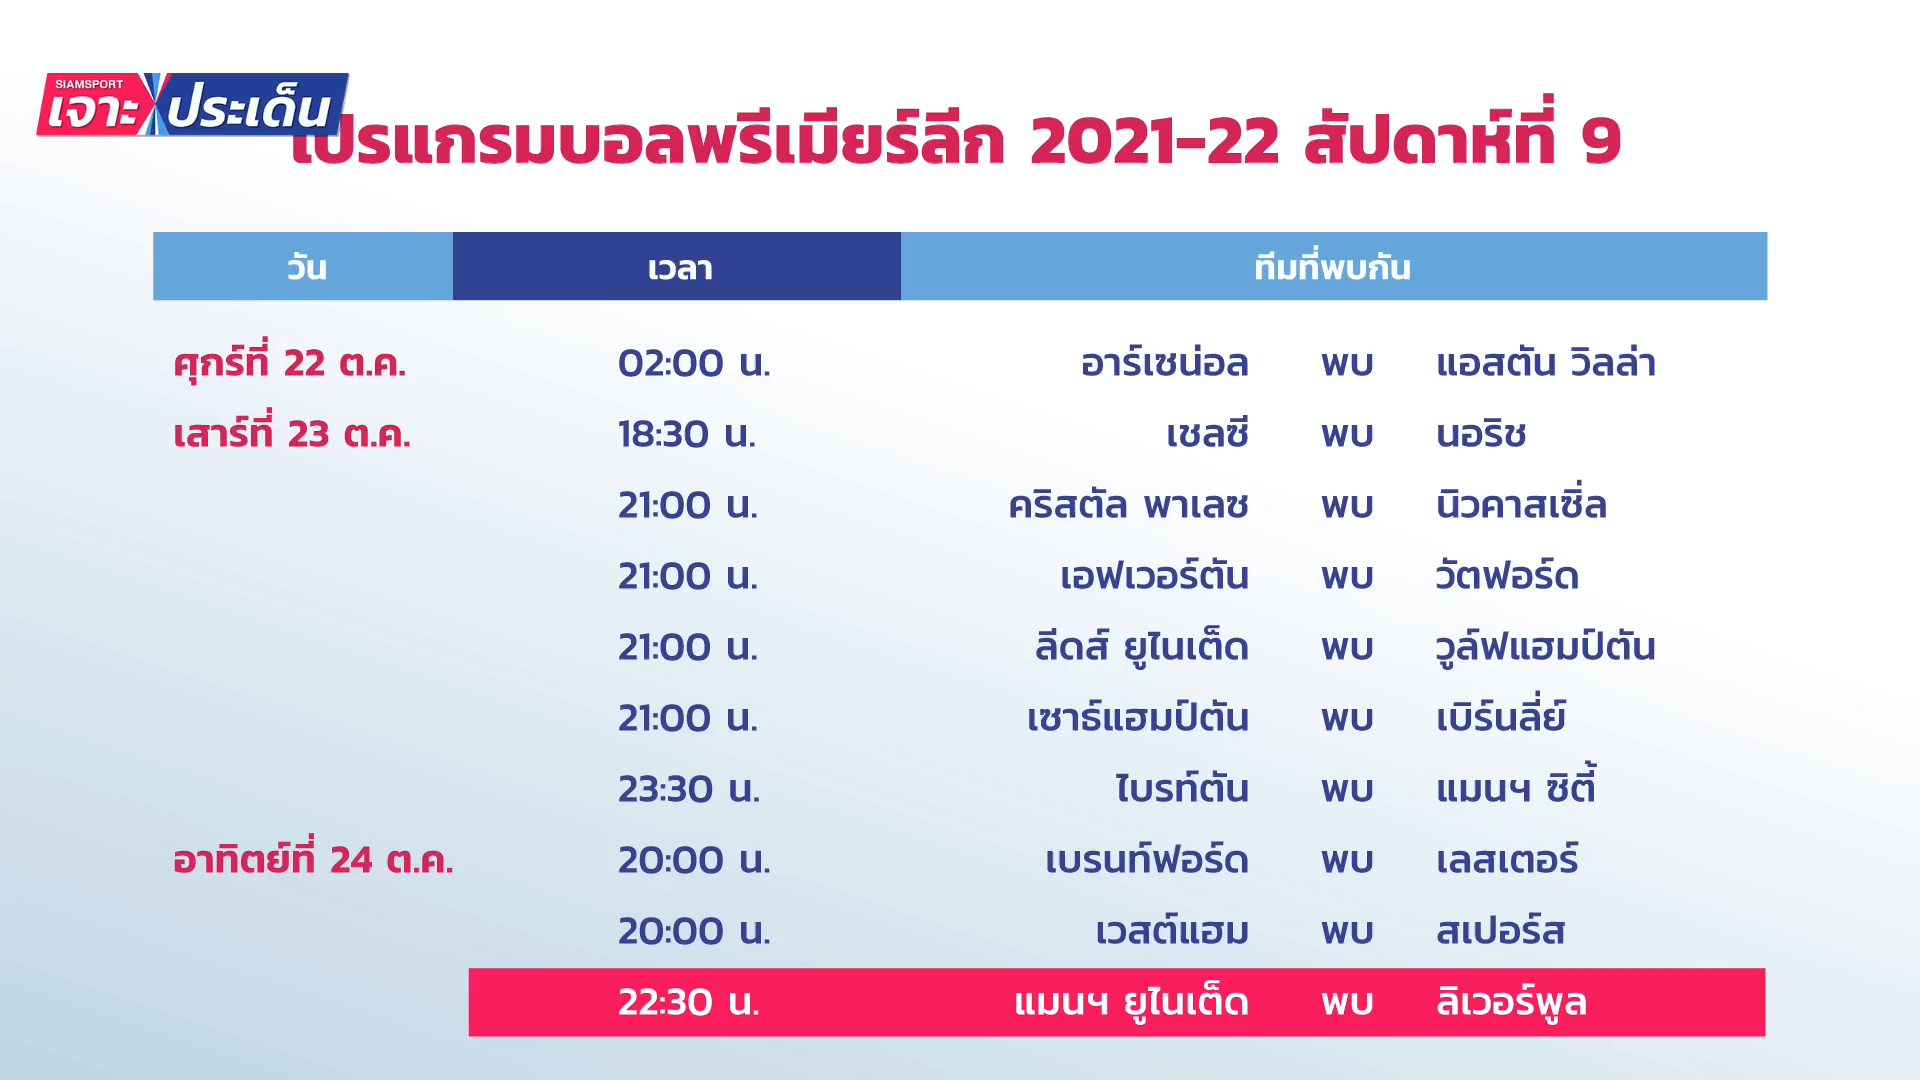 SIAMSPORT
เจาะประเด็น
โปรแกรมบอลพรีเมียร์ลีก 2021-22 สัปดาห์ที่ 9
วัน เวลา ทีมที่พบกัน
ศุกร์ที่ 22 ต.ค. 02:00 น. อาร์เซน่อล พบ แอสตัน วิลล่า
เสาร์ที่ 23 ต.ค. 18:30 น. เชลซี พบ นอริช
21:00 น. คริสตัล พาเลซ พบ นิวคาสเซิ่ล
21:00 น. เอฟเวอร์ตัน พบ วัตฟอร์ด
21:00 น. ลีดส์ ยูไนเต็ด พบ วูล์ฟแฮมป์ตัน
21:00 น. เซาธ์แฮมป์ตัน พบ เบิร์นลี่ย์
23:30 น. ไบรท์ตัน พบ แมนฯ ซิตี้
อาทิตย์ที่ 24 ต.ค. 20:00 น. เบรนท์ฟอร์ด พบ เลสเตอร์
20:00 น. เวสต์แฮม พบ สเปอร์ส
22:30 น. แมนฯ ยูไนเต็ด พบ ลิเวอร์พูล